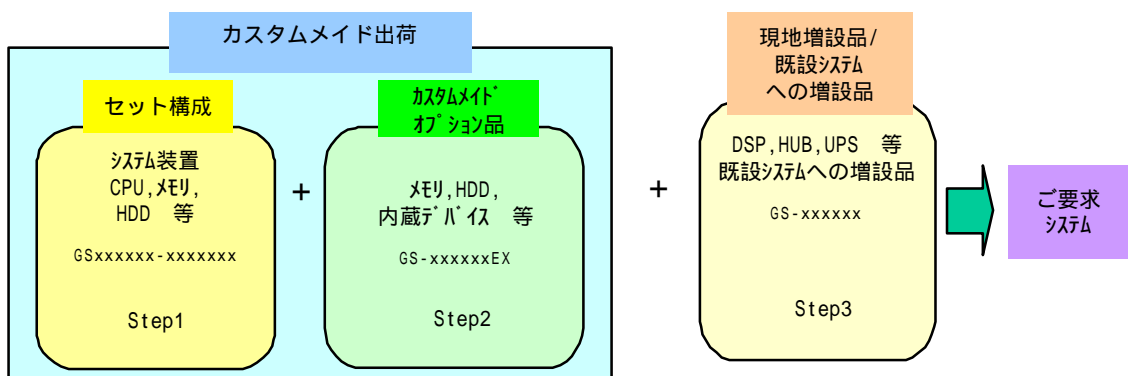 カスタムメイド出荷
セット構成
システム装置
CPU,メモリ,
HDD 等
GSxxxxxx-xxxxxxx
Step1
+
カスタムメイド
オプション品
メモリ,HDD,
内蔵デバイス 等
GS-xxxxxxEX
Step2
+
現地増設品/
既設システム
への増設品
DSP,HUB,UPS 等
既設システムへの増設品
GS-xxxxxx
Step3
ご要求
システム